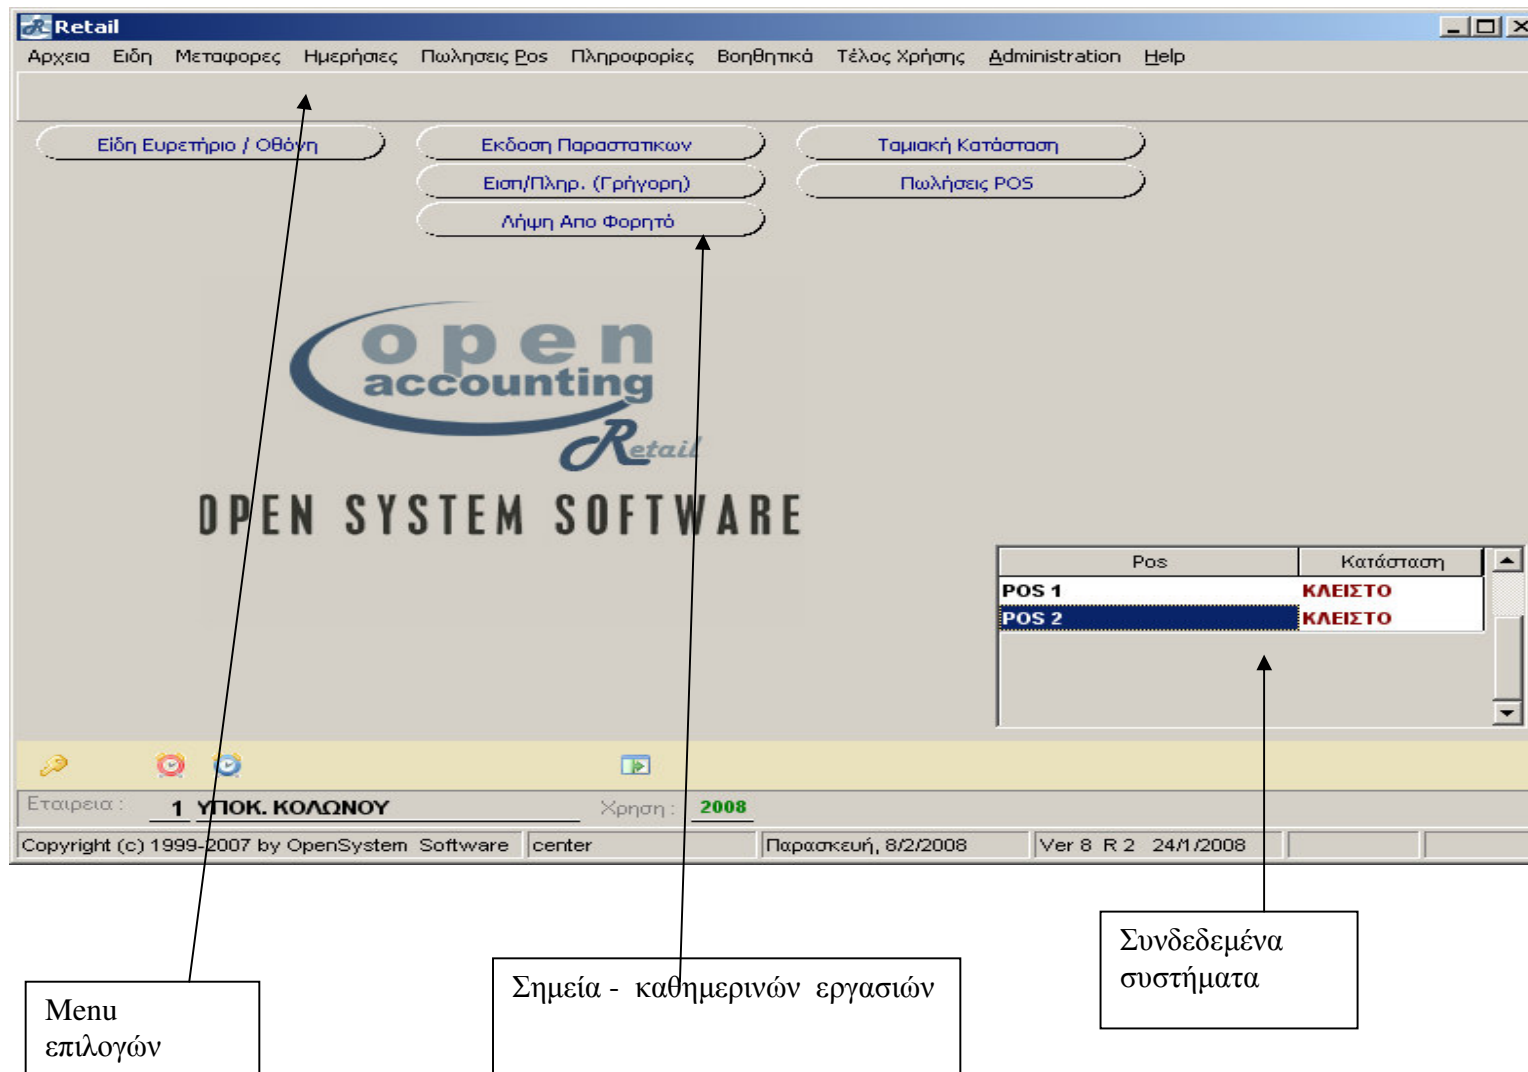 Retail
Αρχεια Ειδη Μεταφορες Ημερήσιες Πωλησεις Pos Πληροφορίες Βοηθητικά Τέλος Χρήσης Administration Help
Είδη Ευρετήριο / Οθόνη Εκδοση Παραστατικων Ταμιακή Κατάσταση
Εισπ/Πληρ. (Γρήγορη) Πωλήσεις POS
Λήψη Απο Φορητό
open
accounting
Retail
OPEN SYSTEM SOFTWARE
Pos Κατάσταση
POS 1 ΚΛΕΙΣΤΟ
POS 2 ΚΛΕΙΣΤΟ
Εταιρεια : 1 ΥΠΟΚ. ΚΟΛΩΝΟΥ Χρηση : 2008
Copyright (c) 1999-2007 by OpenSystem Software center Παρασκευή, 8/2/2008 Ver 8 R 2 24/1/2008
Συνδεδεμένα
συστήματα
Σημεία - καθημερινών εργασιών
Menu
επιλογών